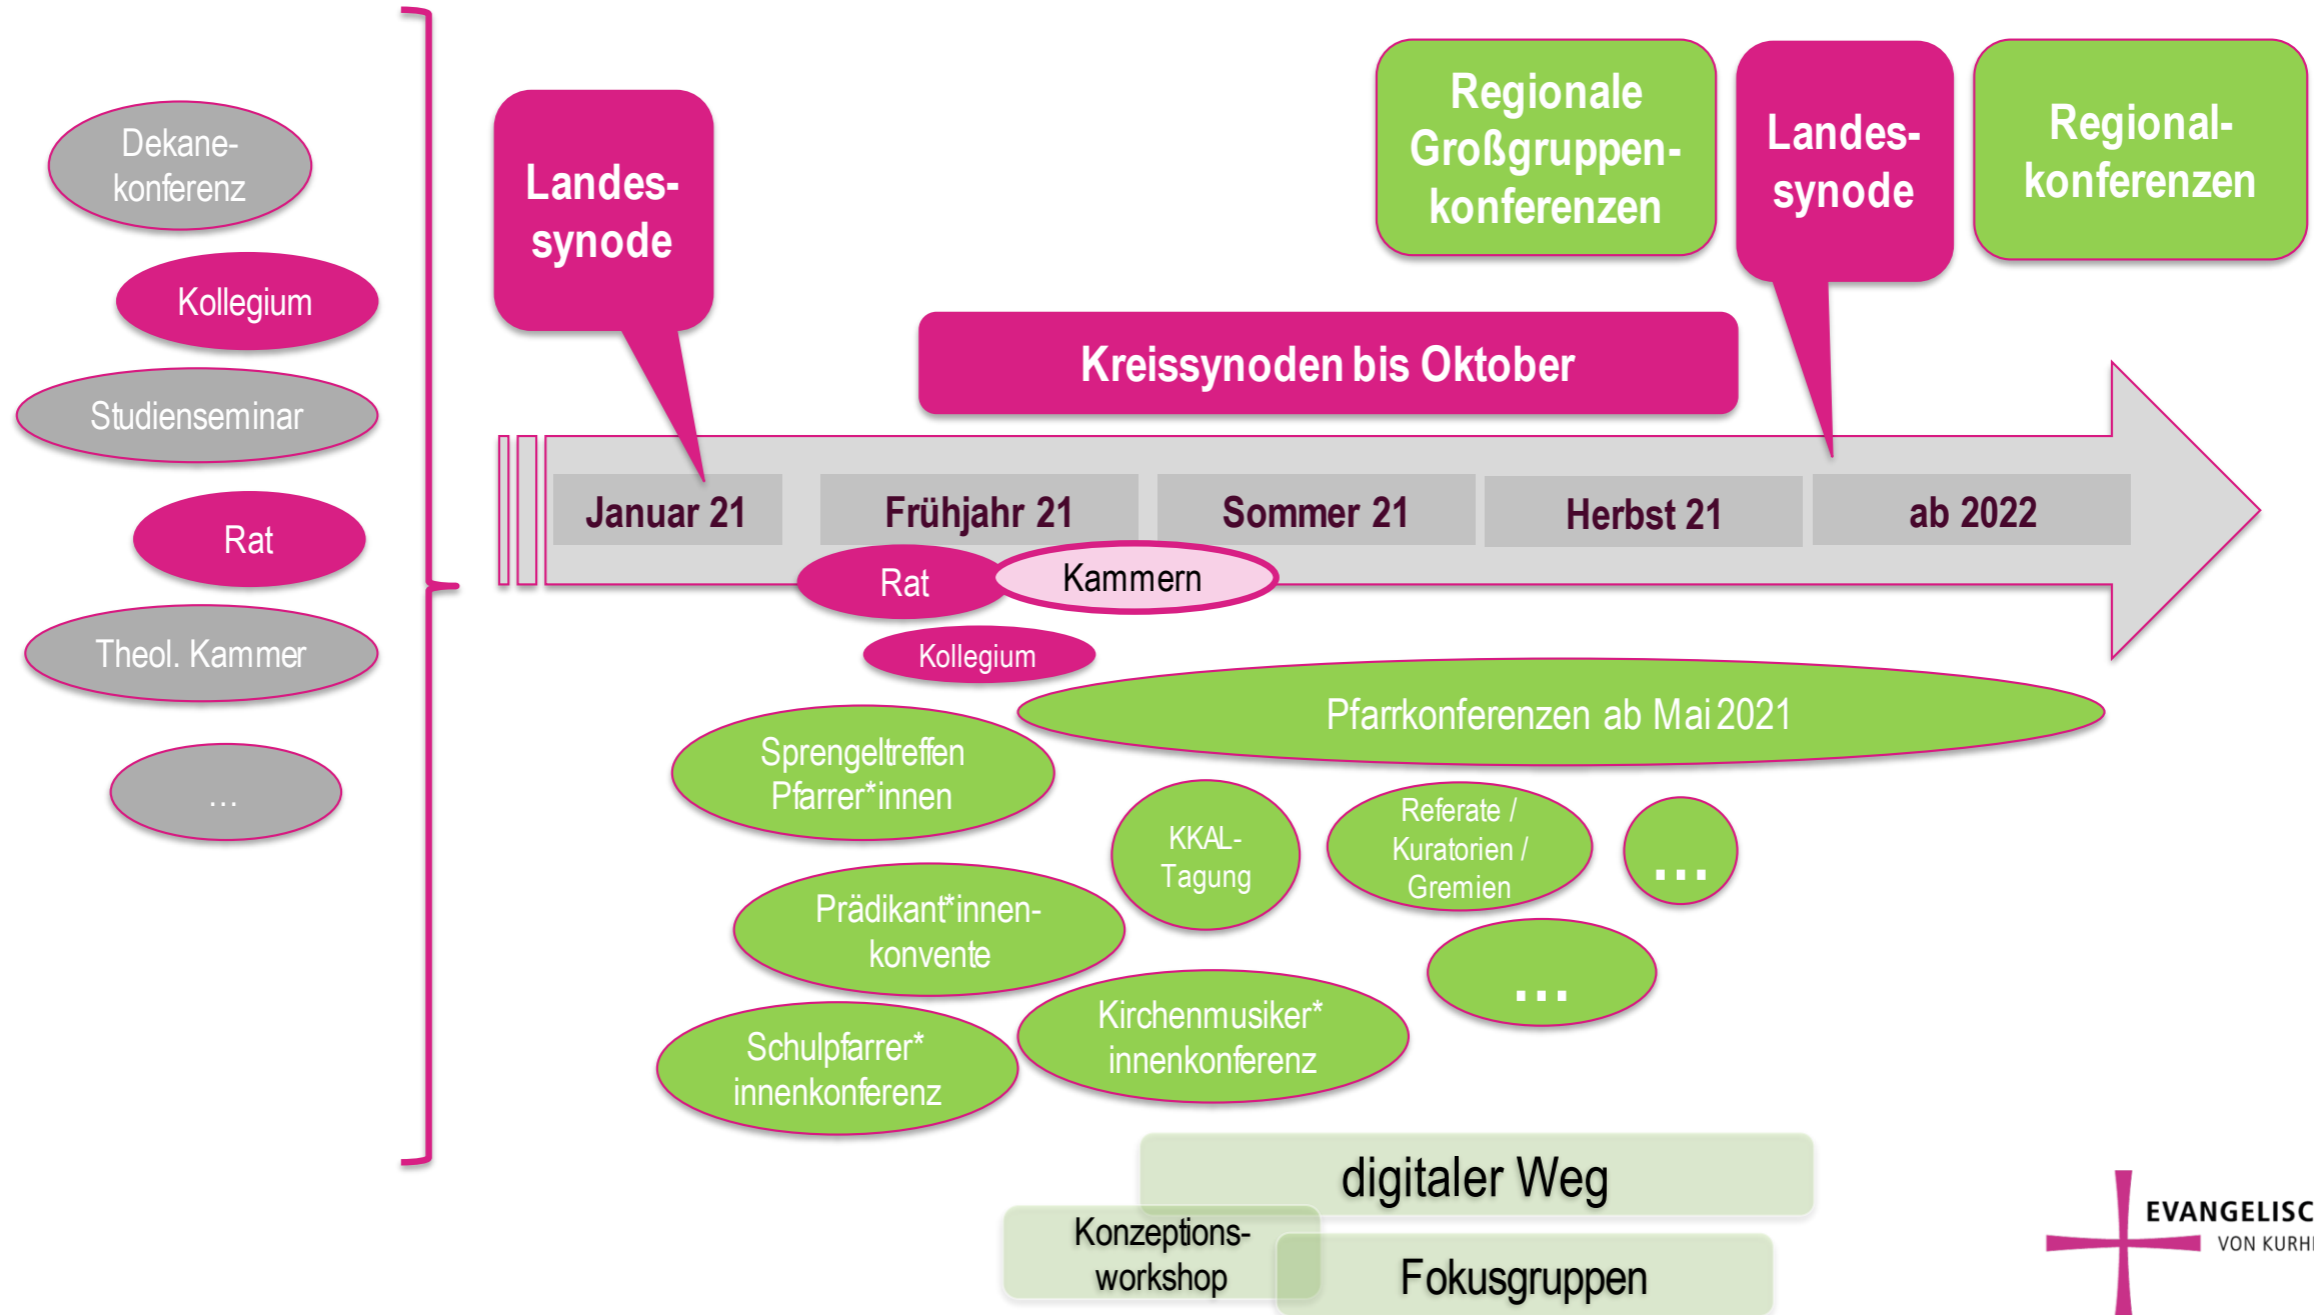 Dekane-
konferenz
Kollegium
Studienseminar
Rat
Theol. Kammer
...
Landes-
synode
Regionale
Großgruppen-
konferenzen
Landes-
synode
Regional-
konferenzen
Kreissynoden bis Oktober
Januar 21
Frühjahr 21
Sommer 21
Herbst 21
ab 2022
Rat
Kammern
Kollegium
Pfarrkonferenzen ab Mai 2021
Sprengeltreffen
Pfarrer*innen
KKAL-
Tagung
Referate /
Kuratorien /
Gremien
...
Prädikant*innen-
konvente
...
Schulpfarrer*
innenkonferenz
Kirchenmusiker*
innenkonferenz
digitaler Weg
Konzeptions-
workshop
Fokusgruppen
EVANGELISC
VON KURH